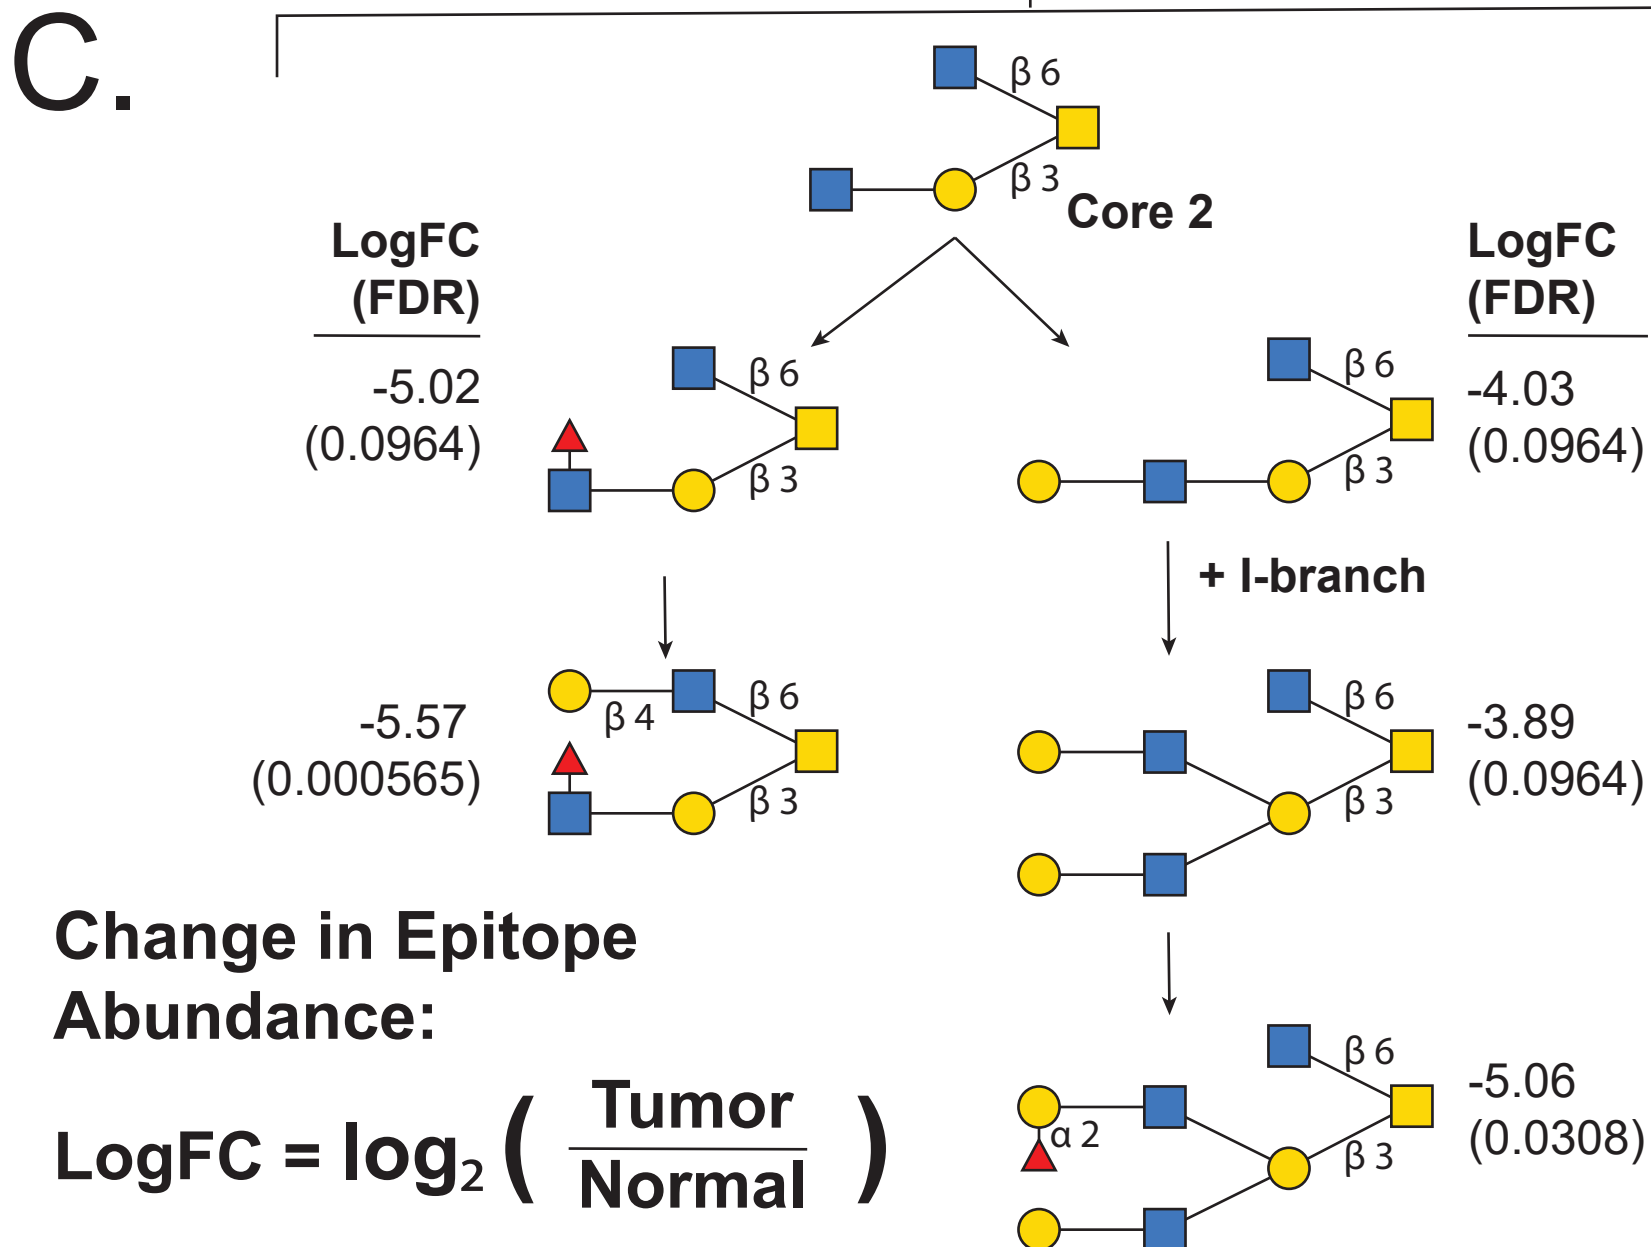 C.
β 6
β 3
Core 2
LogFC
(FDR)
LogFC
(FDR)
-5.02
(0.0964)
β 6
β 3
β 6
β 3
-4.03
(0.0964)
+ I-branch
-5.57
(0.000565)
β 4
β 6
β 3
β 6
β 3
-3.89
(0.0964)
Change in Epitope
Abundance:
LogFC = log₂ ( Tumor
Normal )
α 2
β 6
β 3
-5.06
(0.0308)